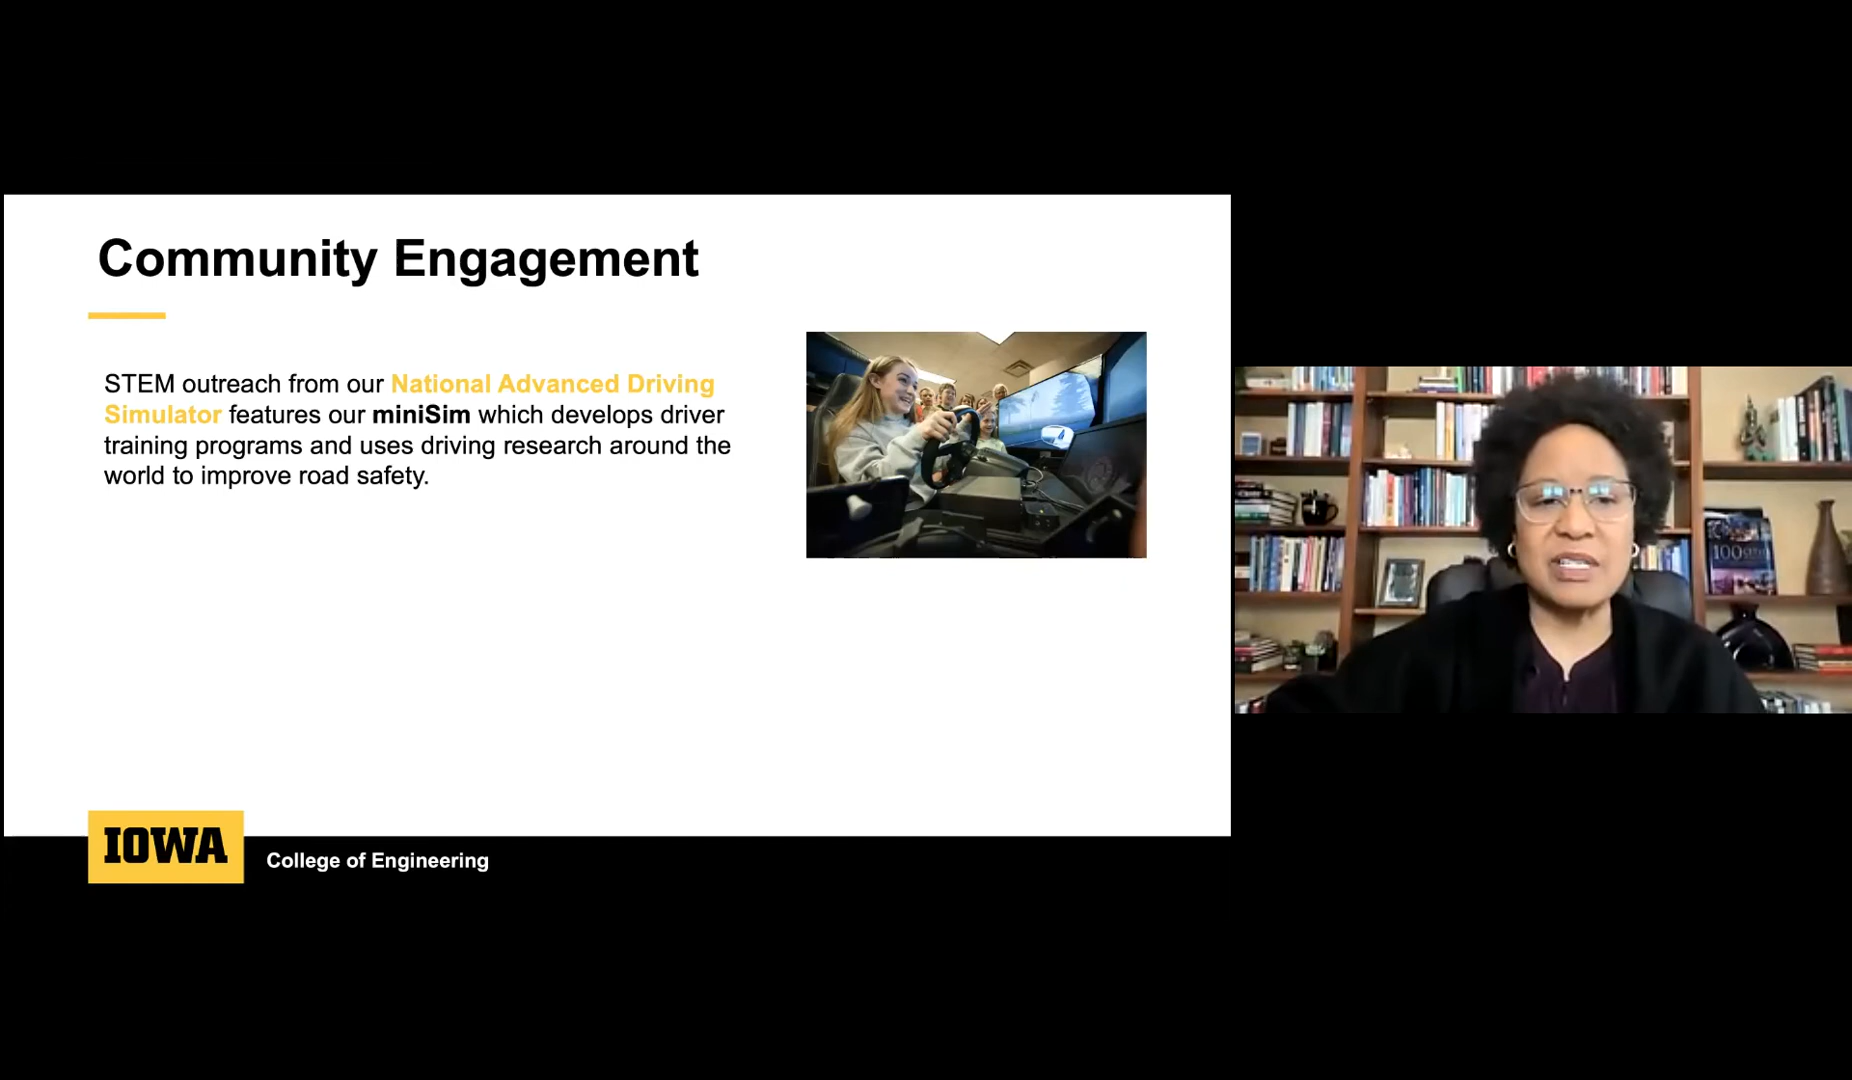 Community Engagement
STEM outreach from our National Advanced Driving
Simulator features our miniSim which develops driver
training programs and uses driving research around the
world to improve road safety.
IOWA
College of Engineering
100